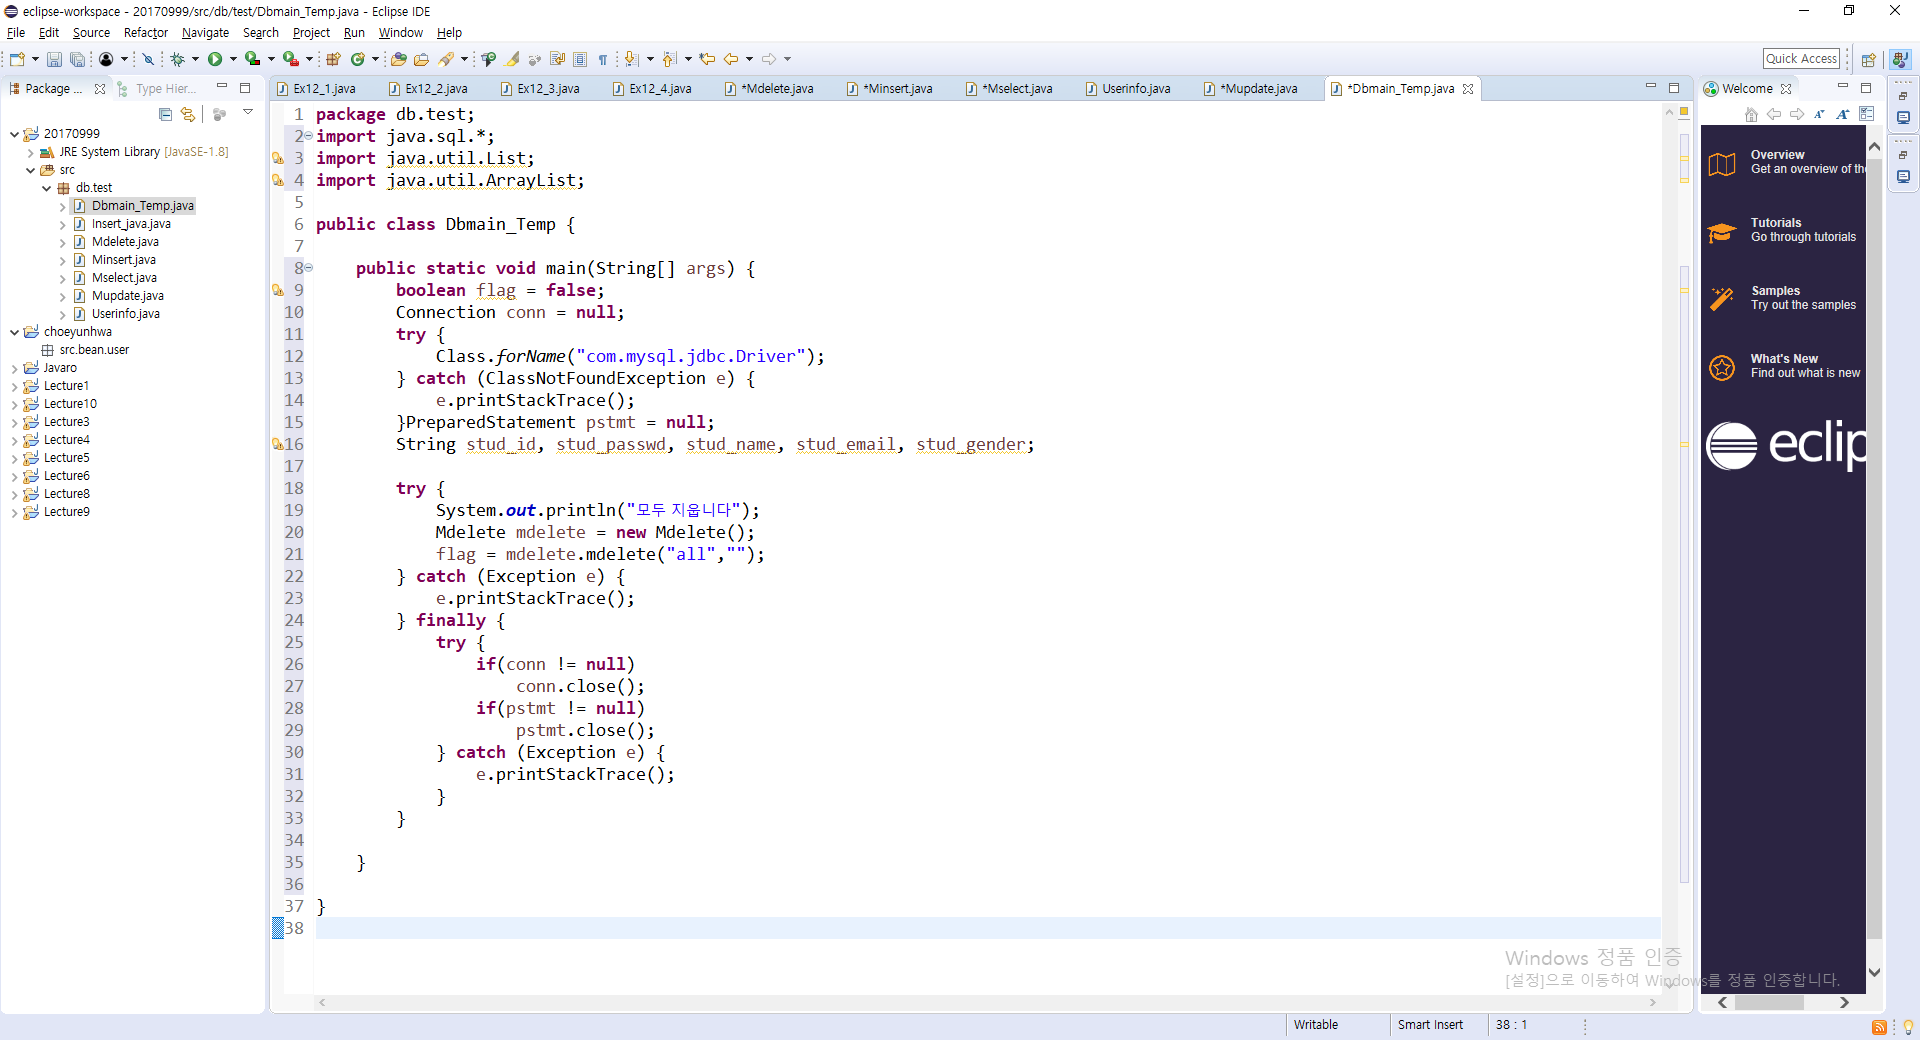 eclipse-workspace - 20170999/src/db/test/Dbmain_Temp.java - Eclipse IDE
File Edit Source Refactor Navigate Search Project Run Window Help
Quick Access
Package ... Type Hier...
20170999
JRE System Library [JavaSE-1.8]
src
db.test
Dbmain_Temp.java
Insert_java.java
Mdelete.java
Minsert.java
Mselect.java
Mupdate.java
Userinfo.java
choeyunhwa
src.bean.user
Javaro
Lecture1
Lecture10
Lecture3
Lecture4
Lecture5
Lecture6
Lecture8
Lecture9
Ex12_1.java Ex12_2.java Ex12_3.java Ex12_4.java *Mdelete.java *Minsert.java *Mselect.java Userinfo.java *Mupdate.java *Dbmain_Temp.java
1 package db.test;
2 import java.sql.*;
3 import java.util.List;
4 import java.util.ArrayList;
5
6 public class Dbmain_Temp {
7
8 public static void main(String[] args) {
9 boolean flag = false;
10 Connection conn = null;
11 try {
12 Class.forName("com.mysql.jdbc.Driver");
13 } catch (ClassNotFoundException e) {
14 e.printStackTrace();
15 }PreparedStatement pstmt = null;
16 String stud_id, stud_passwd, stud_name, stud_email, stud_gender;
17
18 try {
19 System.out.println("모두 지웁니다");
20 Mdelete mdelete = new Mdelete();
21 flag = mdelete.mdelete("all","");
22 } catch (Exception e) {
23 e.printStackTrace();
24 } finally {
25 try {
26 if(conn != null)
27 conn.close();
28 if(pstmt != null)
29 pstmt.close();
30 } catch (Exception e) {
31 e.printStackTrace();
32 }
33 }
34
35 }
36
37 }
38
Welcome
Overview
Get an overview of the
Tutorials
Go through tutorials
Samples
Try out the samples
What's New
Find out what is new
eclip
Windows 정품 인증
[설정]으로 이동하여 Windows를 정품 인증합니다.
Writable Smart Insert 38 : 1